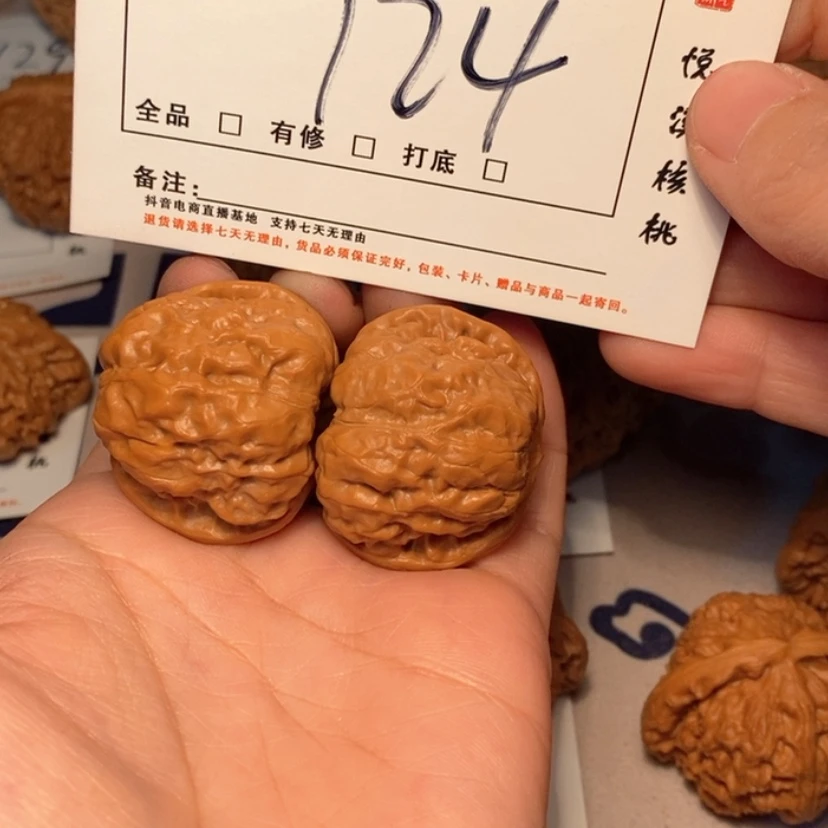 124
全品 □ 有修 □ 打底 □
备注：
抖音电商直播基地 支持七天无理由
退货请选择七天无理由，货品必须保证完好，包装、卡片、赠品与商品一起寄回。
悦
核桃